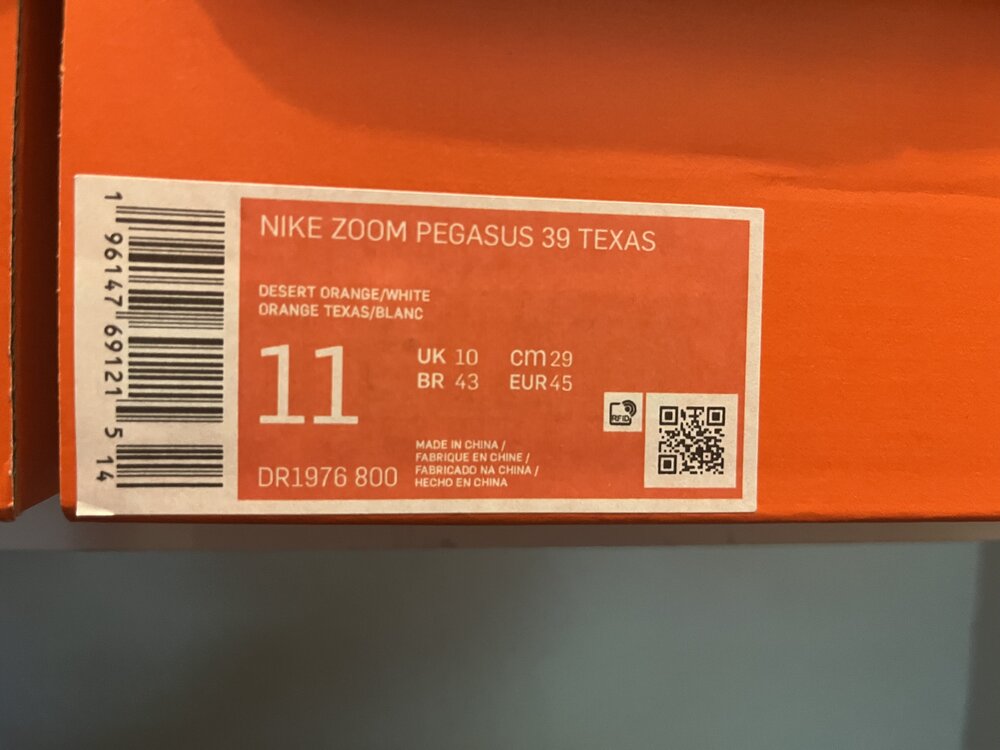 NIKE ZOOM PEGASUS 39 TEXAS
DESERT ORANGE/WHITE
ORANGE TEXAS/BLANC
11
UK 10
cm 29
BR 43
EUR 45
RFID
MADE IN CHINA /
FABRIQUE EN CHINE /
FABRICADO NA CHINA /
HECHO EN CHINA
DR1976 800
1 96147 69121 5 14